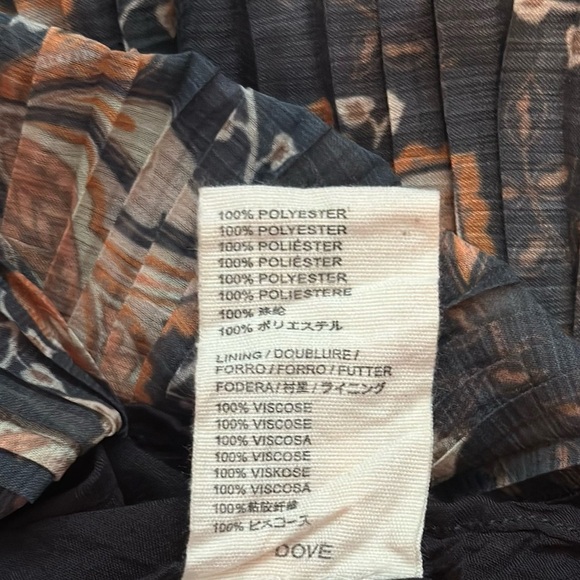 100% POLYESTER
100% POLYESTER
100% POLIÉSTER
100% POLIÉSTER
100% POLYESTER
100% POLIESTERE
100% 涤纶
100% ポリエステル
LINING / DOUBLURE /
FORRO / FORRO / FUTTER
FODERA / 衬里 / ライニング
100% VISCOSE
100% VISCOSE
100% VISCOSA
100% VISCOSE
100% VISKOSE
100% VISCOSA
100% 黏胶纤维
100% ビスコース
DOVE